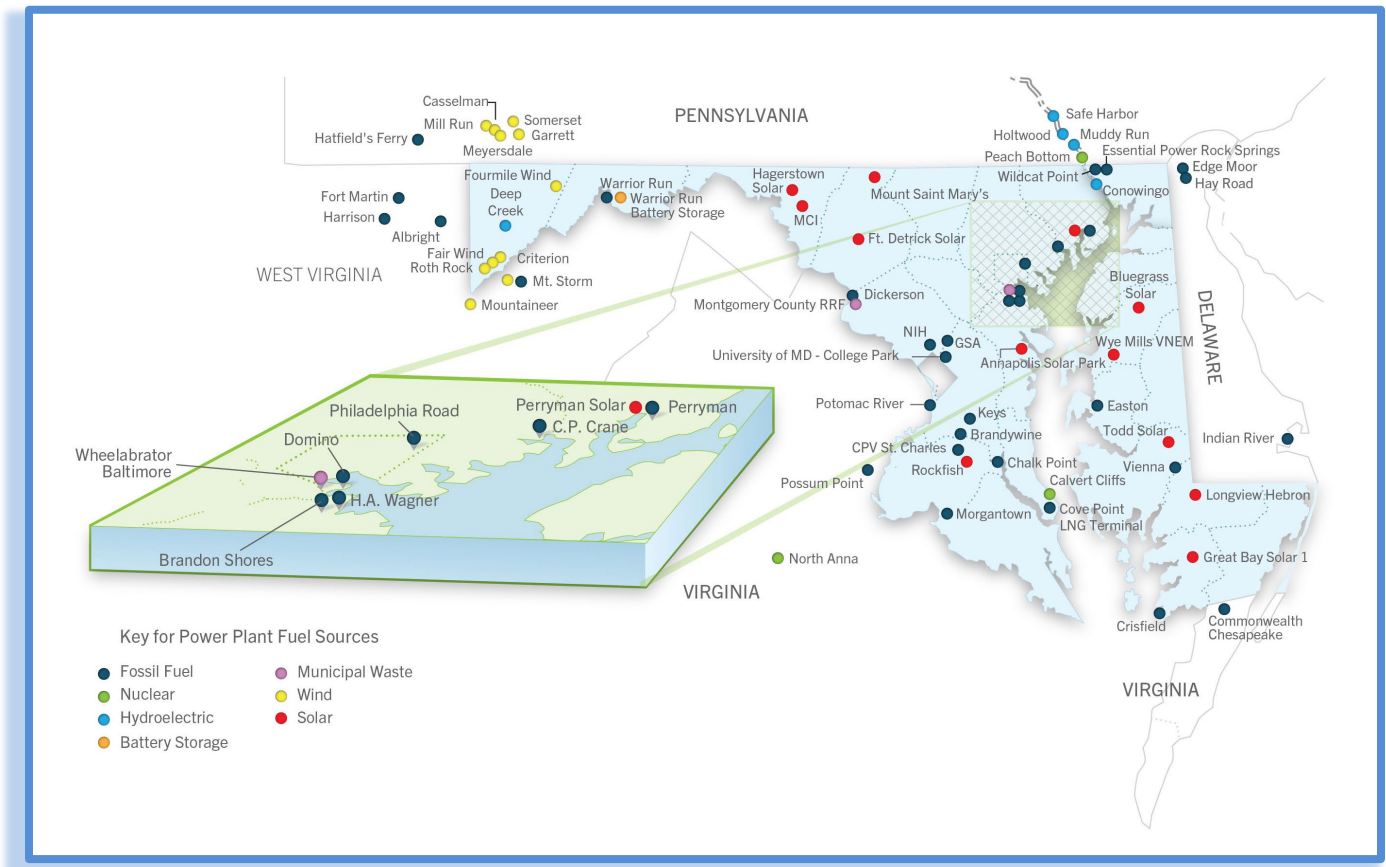 PENNSYLVANIA
Casselman
Mill Run
Somerset
Garrett
Meyersdale
Hatfield's Ferry
Safe Harbor
Holtwood
Muddy Run
Essential Power Rock Springs
Peach Bottom
Wildcat Point
Conowingo
Edge Moor
Hay Road
Fourmile Wind
Deep
Creek
Warrior Run
Warrior Run
Battery Storage
Hagerstown
Solar
MCI
Mount Saint Mary's
Ft. Detrick Solar
Fort Martin
Harrison
Albright
Fair Wind
Roth Rock
Criterion
Mt. Storm
Mountaineer
WEST VIRGINIA
Dickerson
Montgomery County RRF
Bluegrass
Solar
DELAWARE
NIH
GSA
University of MD - College Park
Annapolis Solar Park
Wye Mills VNEM
Potomac River
Keys
Brandywine
CPV St. Charles
Rockfish
Chalk Point
Calvert Cliffs
Cove Point
LNG Terminal
Possum Point
Morgantown
Easton
Todd Solar
Vienna
Indian River
Longview Hebron
Great Bay Solar 1
Crisfield
Commonwealth
Chesapeake
North Anna
VIRGINIA
VIRGINIA
Philadelphia Road
Perryman Solar
Perryman
C.P. Crane
Domino
Wheelabrator
Baltimore
H.A. Wagner
Brandon Shores
Key for Power Plant Fuel Sources
Fossil Fuel
Nuclear
Hydroelectric
Battery Storage
Municipal Waste
Wind
Solar